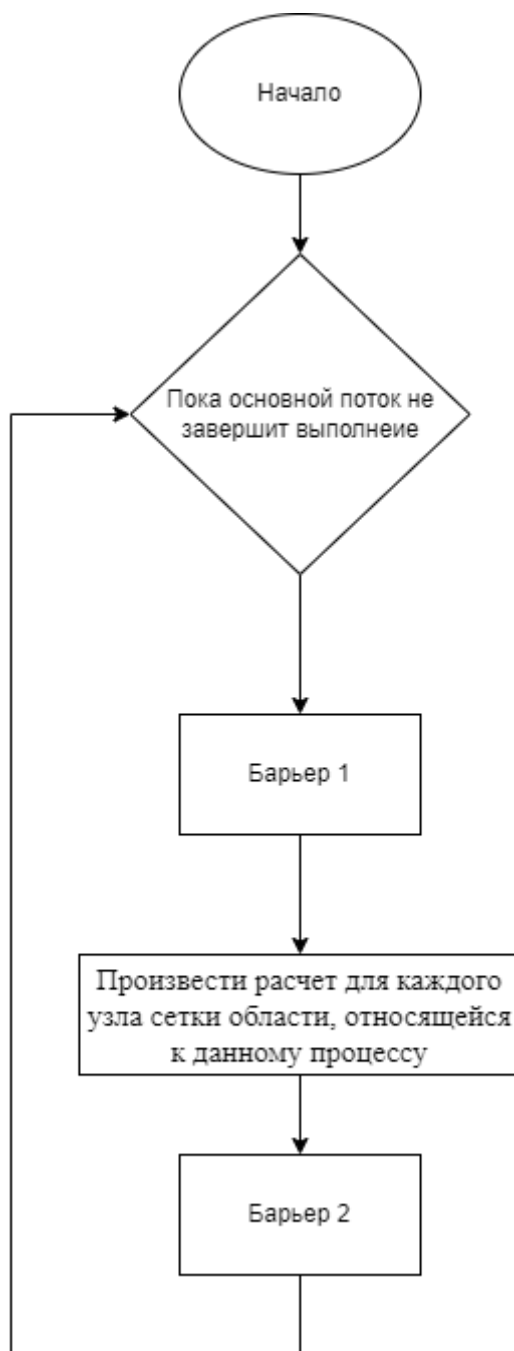 Начало
Пока основной поток не
завершит выполнеие
Барьер 1
Произвести расчет для каждого
узла сетки области, относящейся
к данному процессу
Барьер 2